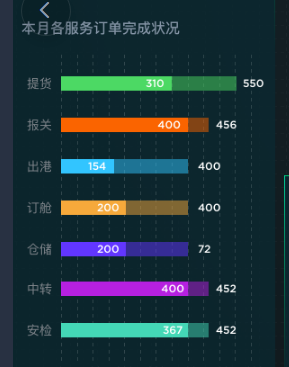 本月各服务订单完成状况
提货 310 550
报关 400 456
出港 154 400
订舱 200 400
仓储 200 72
中转 400 452
安检 367 452